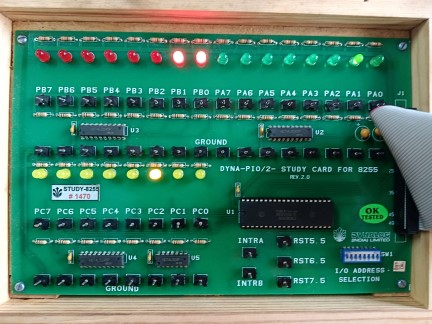 PB7 PB6 PB5 PB4 PB3 PB2 PB1 PB0 PA7 PA6 PA5 PA4 PA3 PA2 PA1 PA0 J1
U3 U2
GROUND
DYNA-PIO/2- STUDY CARD FOR 8255
REV 2.0
STUDY-8255
# 1470
U1
OK
TESTED
PC7 PC6 PC5 PC4 PC3 PC2 PC1 PC0
INTRA RST5.5
DYNALOG
U4 U5 RST6.5 SW1
INTRB RST7.5 I/O ADDRESS
GROUND SELECTION